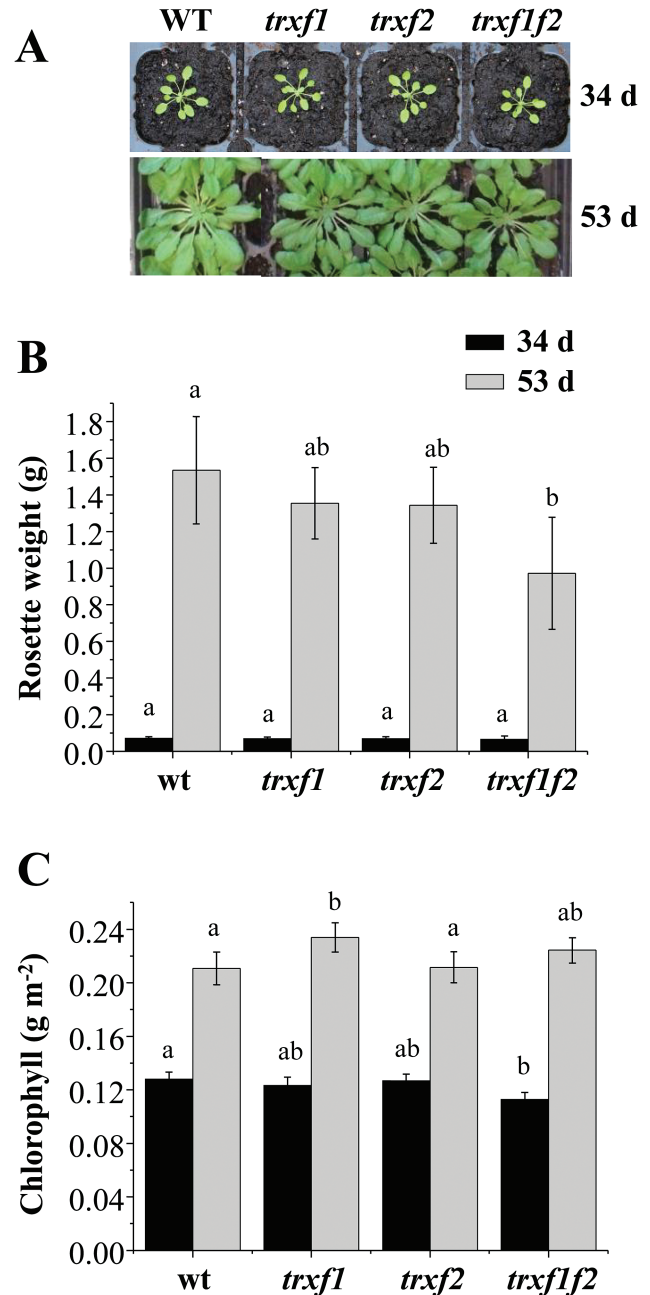 A
WT trxf1 trxf2 trxf1f2
34 d
53 d
B
34 d
53 d
Rosette weight (g)
1.8
1.6
1.4
1.2
1.0
0.8
0.6
0.4
0.2
0.0
a a
a ab
a ab
a b
wt trxf1 trxf2 trxf1f2
C
Chlorophyll (g m-2)
0.24
0.20
0.16
0.12
0.08
0.04
0.00
a a
ab b
ab a
b ab
wt trxf1 trxf2 trxf1f2